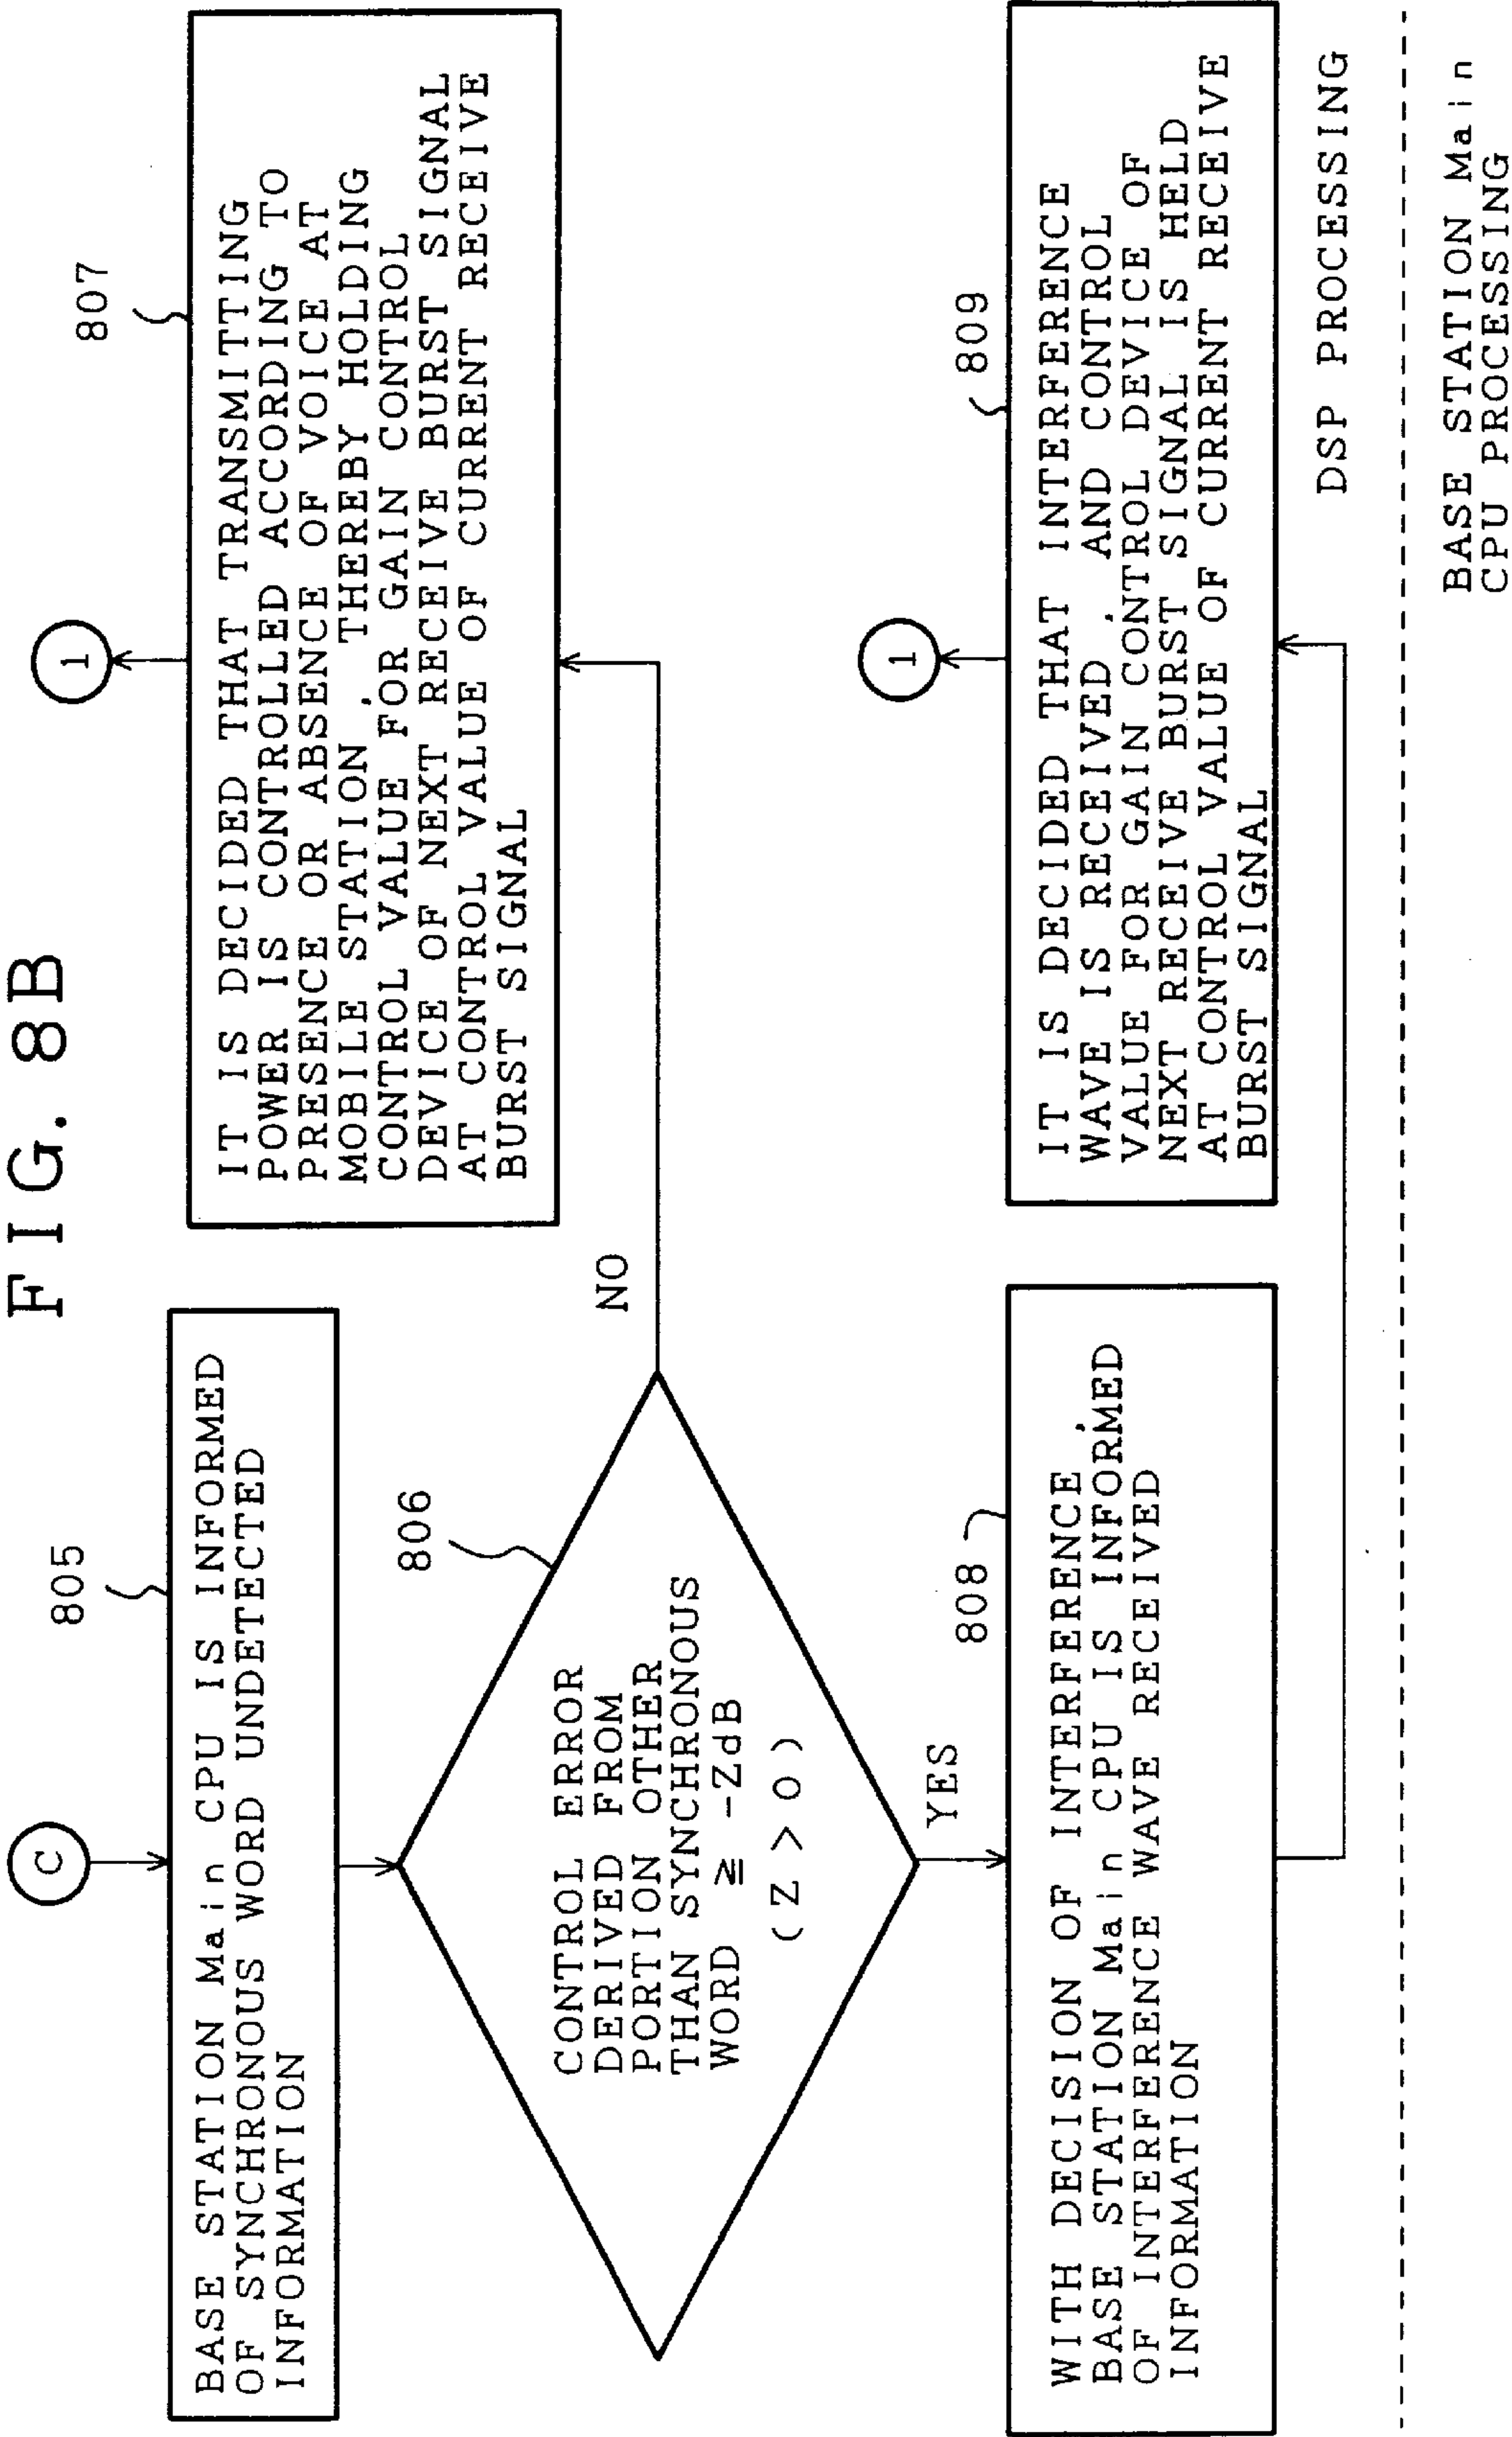 FIG. 8B
C
805
BASE STATION Main CPU IS INFORMED
OF SYNCHRONOUS WORD UNDETECTED
INFORMATION
806
CONTROL ERROR
DERIVED FROM
PORTION OTHER
THAN SYNCHRONOUS
WORD ≧ -ZdB
(Z > 0)
NO
YES
1
807
IT IS DECIDED THAT TRANSMITTING
POWER IS CONTROLLED ACCORDING TO
PRESENCE OR ABSENCE OF VOICE AT
MOBILE STATION, THEREBY HOLDING
CONTROL VALUE FOR GAIN CONTROL
DEVICE OF NEXT RECEIVE BURST SIGNAL
AT CONTROL VALUE OF CURRENT RECEIVE
BURST SIGNAL
808
WITH DECISION OF INTERFERENCE,
BASE STATION Main CPU IS INFORMED
OF INTERFERENCE WAVE RECEIVED
INFORMATION
1
809
IT IS DECIDED THAT INTERFERENCE
WAVE IS RECEIVED, AND CONTROL
VALUE FOR GAIN CONTROL DEVICE OF
NEXT RECEIVE BURST SIGNAL IS HELD
AT CONTROL VALUE OF CURRENT RECEIVE
BURST SIGNAL
DSP PROCESSING
BASE STATION Main
CPU PROCESSING